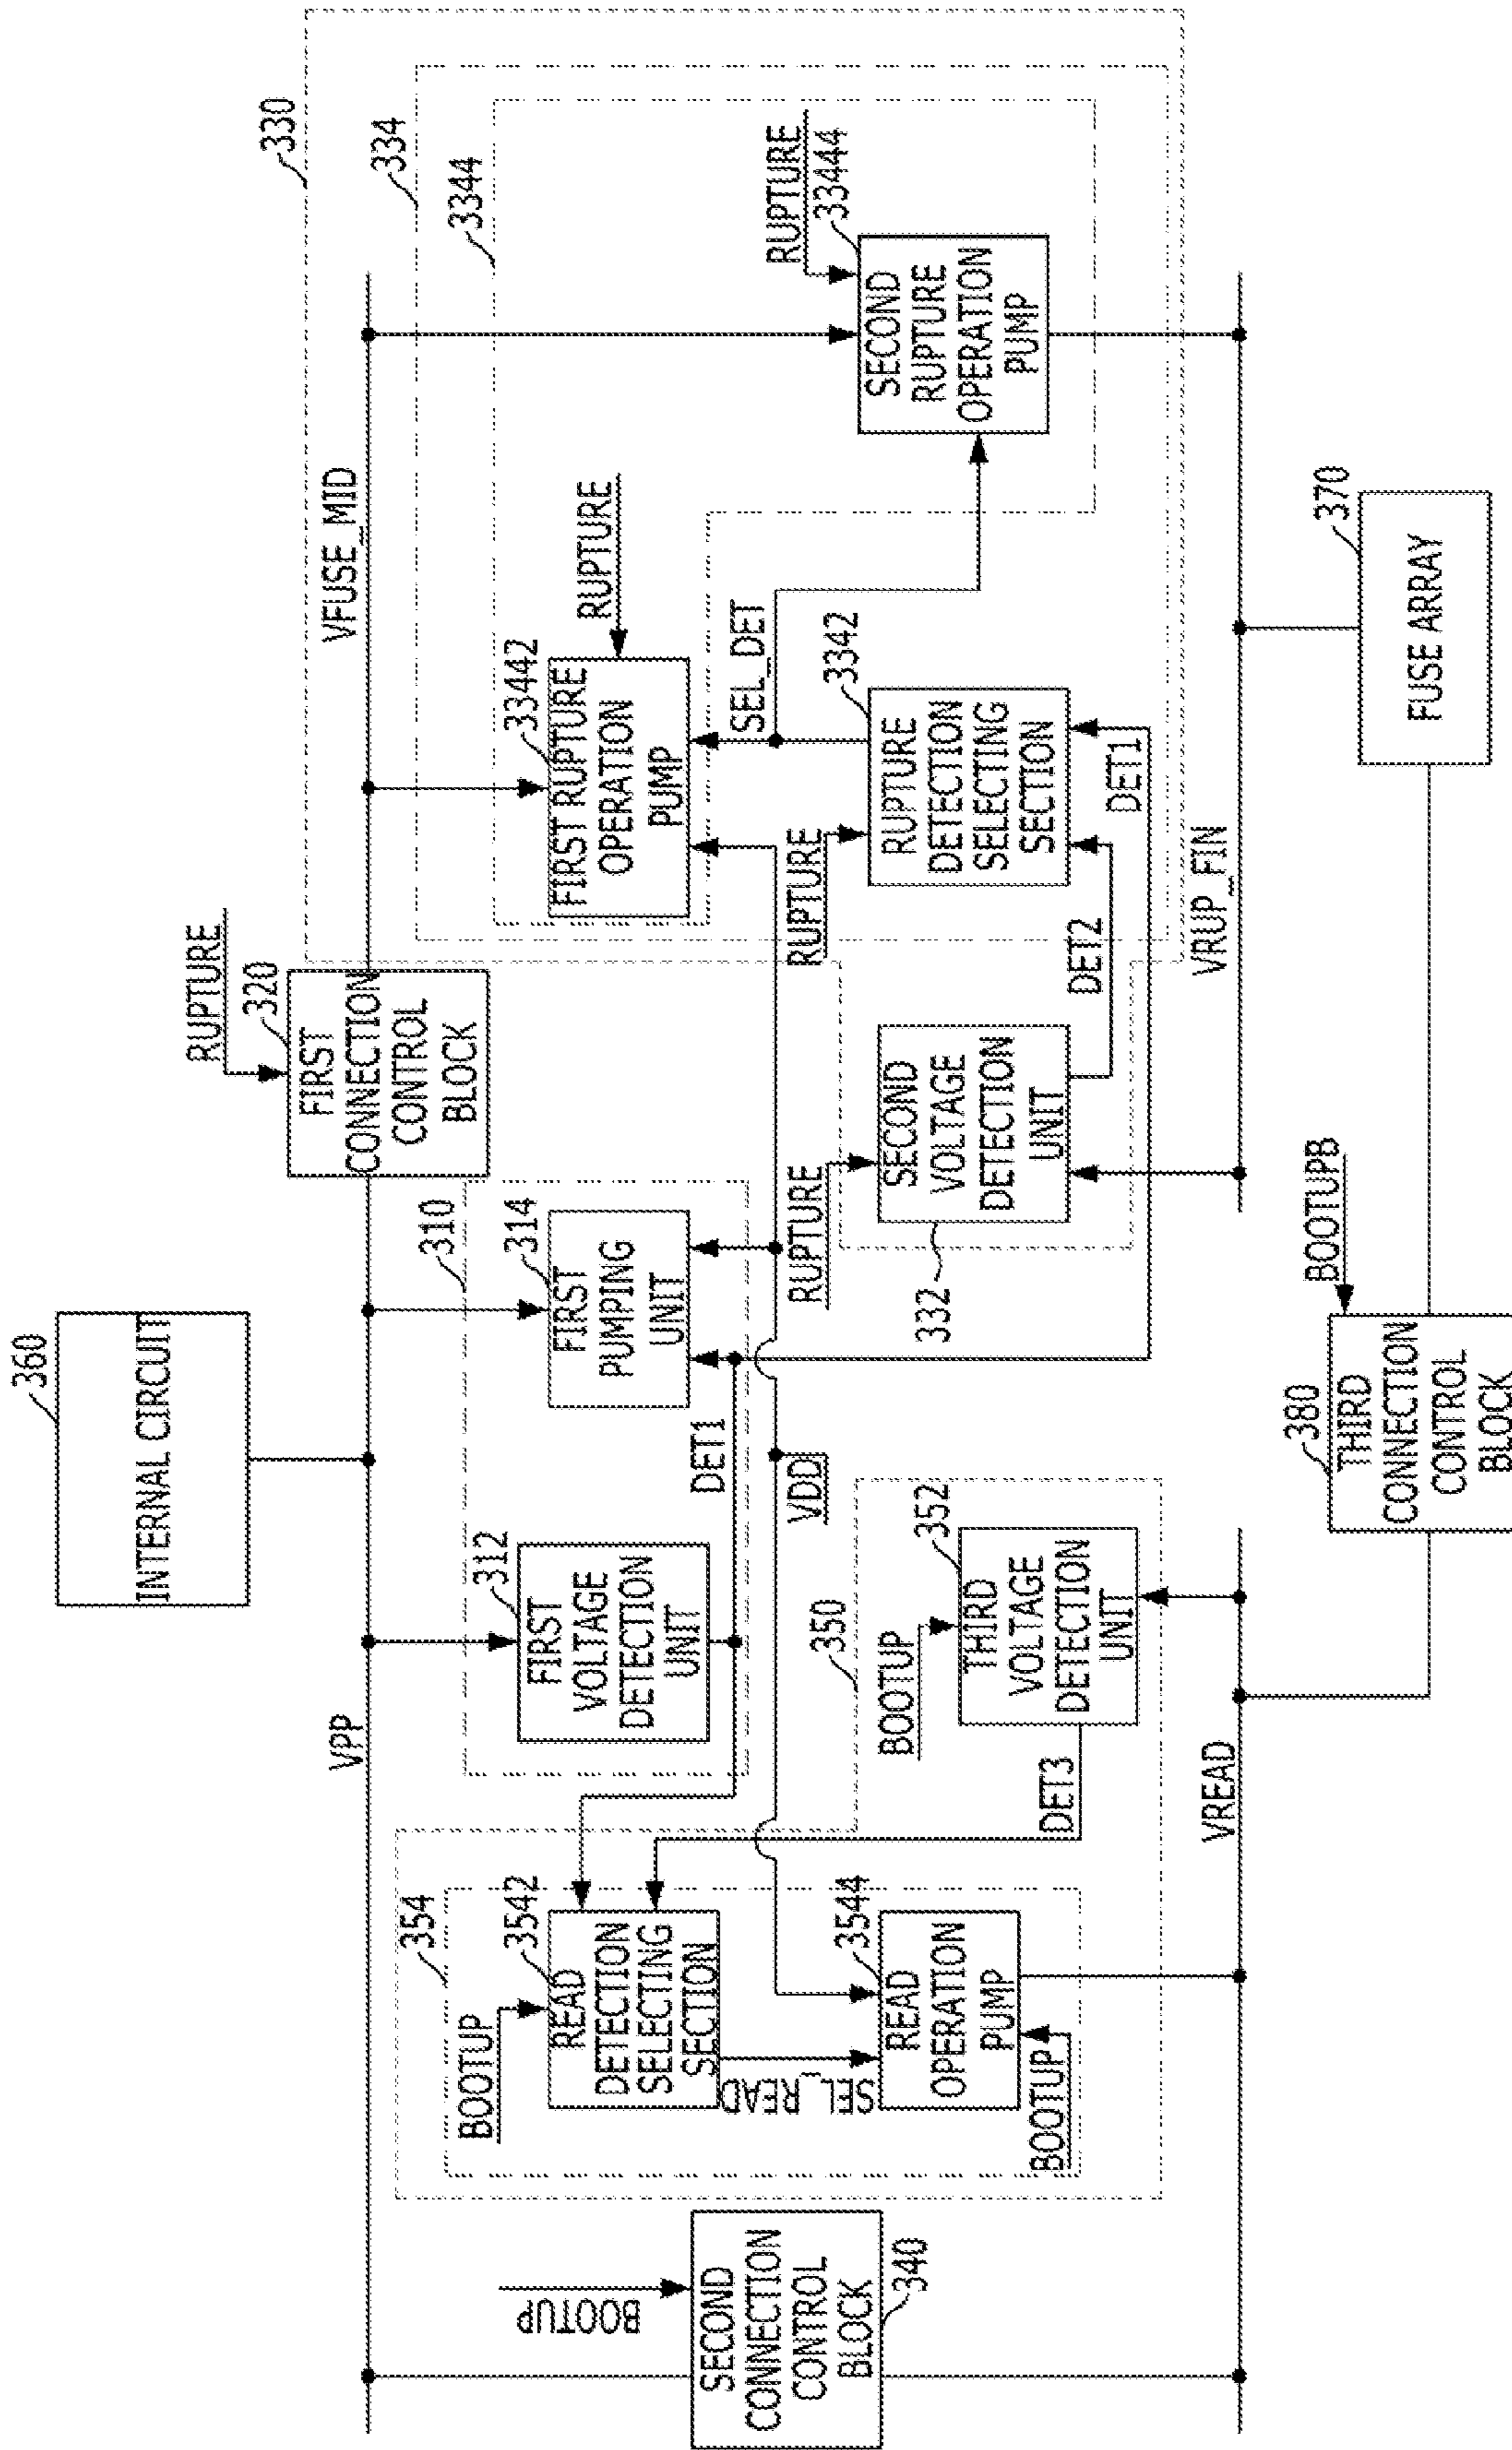 360
INTERNAL CIRCUIT
VPP
RUPTURE
320
FIRST
CONNECTION
CONTROL
BLOCK
VFUSE_MID
330
334
3344
310
312
FIRST
VOLTAGE
DETECTION
UNIT
314
FIRST
PUMPING
UNIT
DET1
33442
FIRST RUPTURE
OPERATION
PUMP
RUPTURE
SEL_DET
RUPTURE
33444
SECOND
RUPTURE
OPERATION
PUMP
354
BOOTUP
3542
READ
DETECTION
SELECTING
SECTION
SEL_READ
3544
READ
OPERATION
PUMP
BOOTUP
350
VDD
BOOTUP
352
THIRD
VOLTAGE
DETECTION
UNIT
DET3
RUPTURE
332
SECOND
VOLTAGE
DETECTION
UNIT
DET2
RUPTURE
3342
RUPTURE
DETECTION
SELECTING
SECTION
DET1
BOOTUP
SECOND
CONNECTION
CONTROL
BLOCK
340
VREAD
VRUP_FIN
380
BOOTUPB
THIRD
CONNECTION
CONTROL
BLOCK
370
FUSE ARRAY